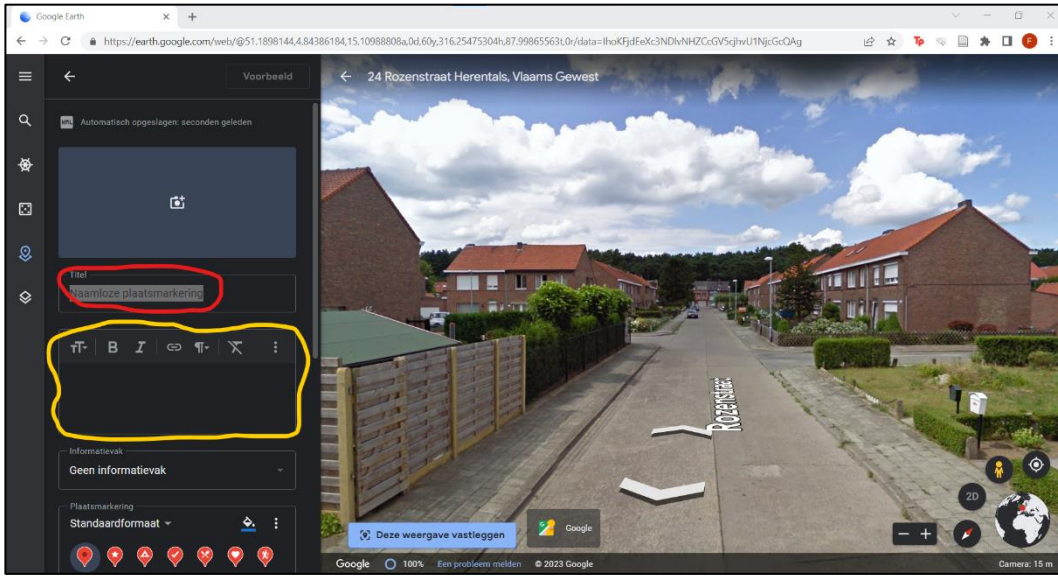 Google Earth
https://earth.google.com/web/@51.1898144,4.84386184,15.10988808a,0d,60y,316.25475304h,87.99865563t,0r/data=IhoKFjdEeXc3NDlvNHZCcGV5cjhvU1NjcGcQAg
Tp
F
Voorbeeld
24 Rozenstraat Herentals, Vlaams Gewest
Automatisch opgeslagen: seconden geleden
Titel
Naamloze plaatsmarkering
B I
Informatievak
Geen informatievak
Plaatsmarkering
Standaardformaat
Rozenstraat
2D
Deze weergave vastleggen
Google
Google 100% Een probleem melden © 2023 Google Camera: 15 m